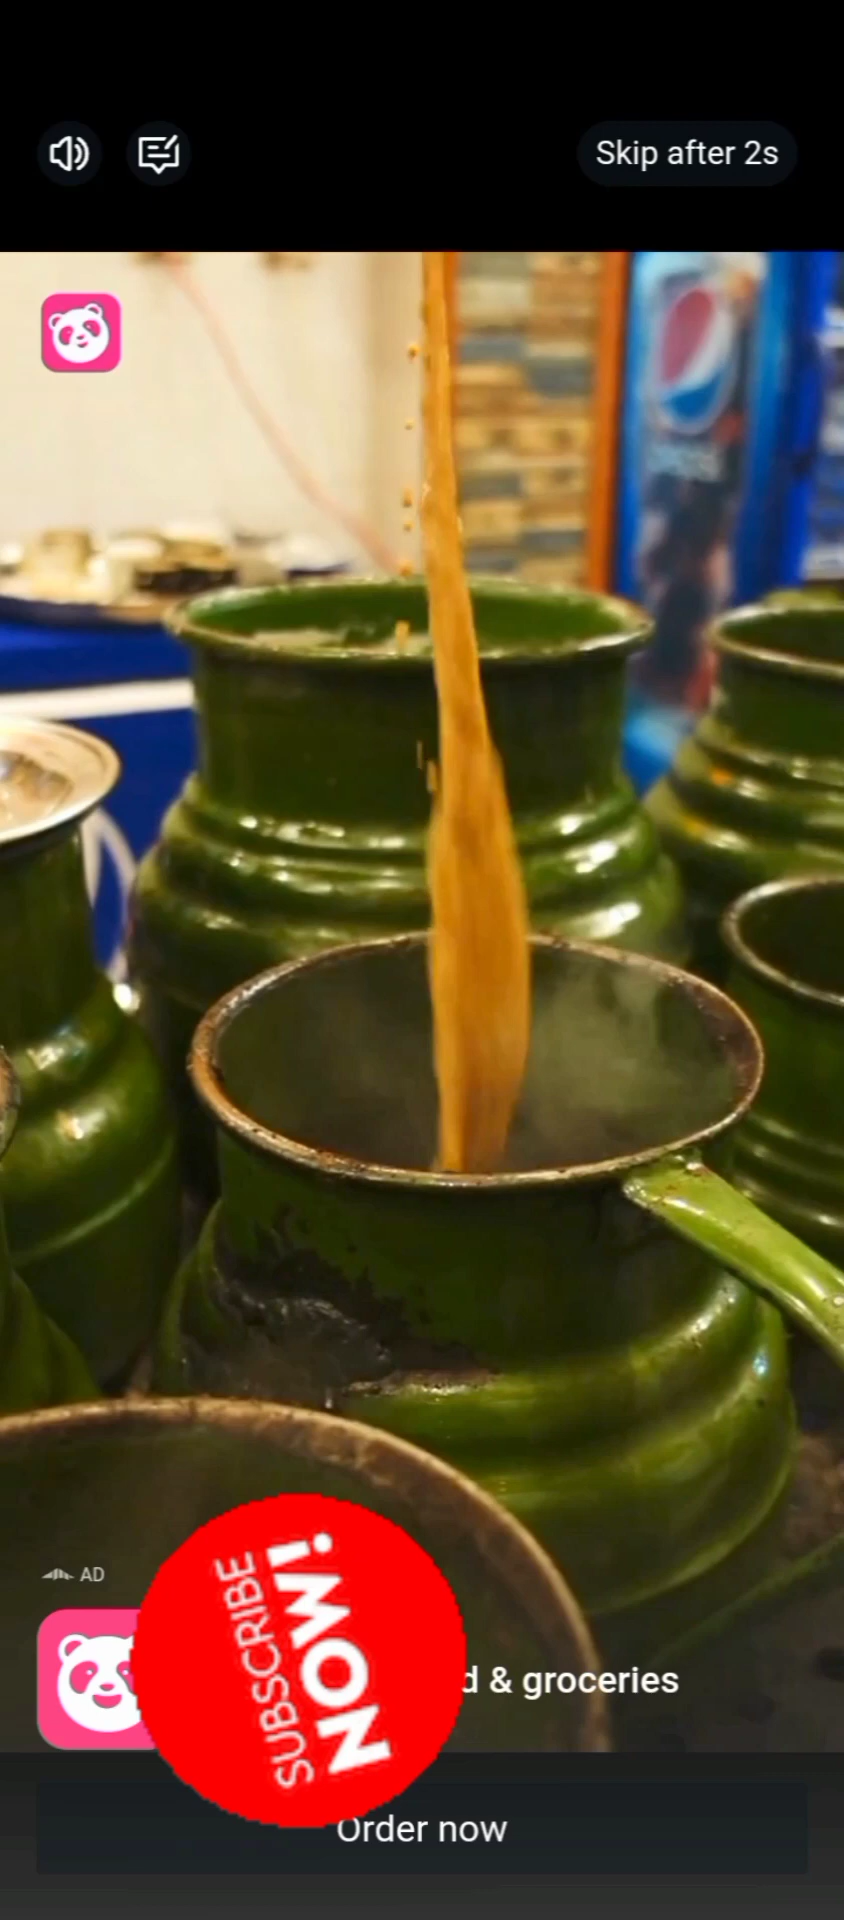 Skip after 2s
AD
SUBSCRIBE
NOW!
d & groceries
Order now